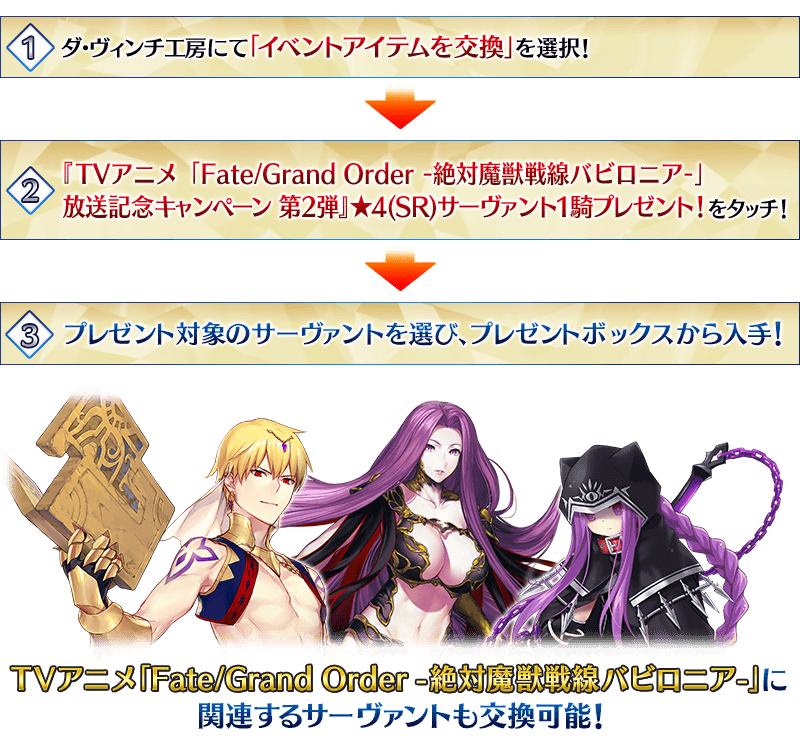 1 ダ・ヴィンチ工房にて「イベントアイテムを交換」を選択!
2 『TVアニメ「Fate/Grand Order -絶対魔獣戦線バビロニア-」
放送記念キャンペーン 第2弾』★4(SR)サーヴァント1騎プレゼント!をタッチ!
3 プレゼント対象のサーヴァントを選び、プレゼントボックスから入手!
TVアニメ「Fate/Grand Order -絶対魔獣戦線バビロニア-」に
関連するサーヴァントも交換可能!